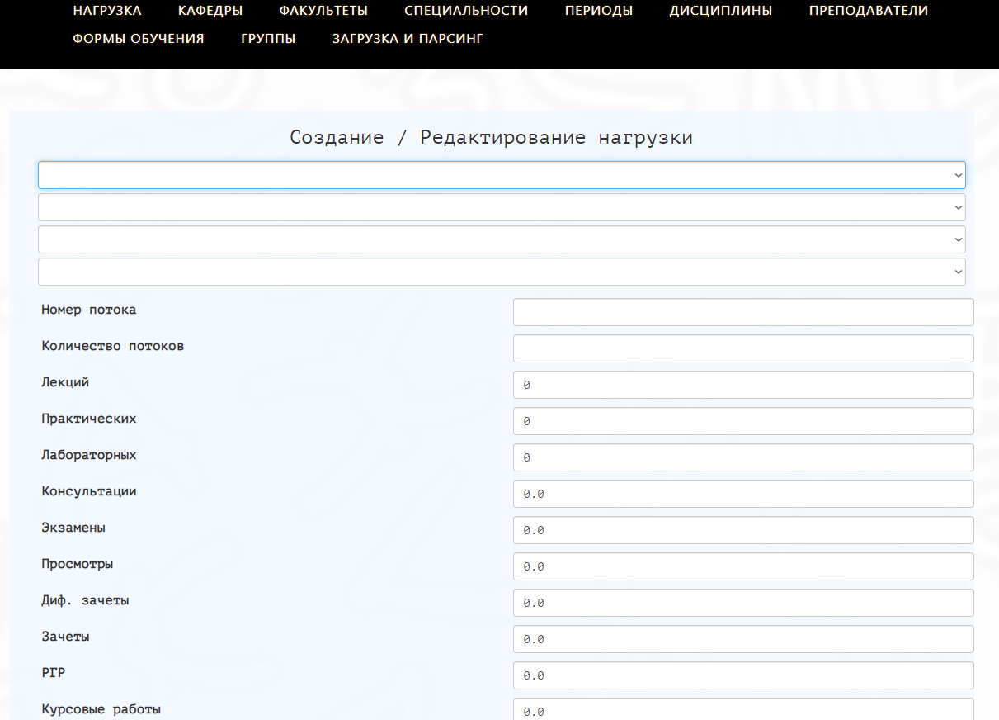 НАГРУЗКА КАФЕДРЫ ФАКУЛЬТЕТЫ СПЕЦИАЛЬНОСТИ ПЕРИОДЫ ДИСЦИПЛИНЫ ПРЕПОДАВАТЕЛИ
ФОРМЫ ОБУЧЕНИЯ ГРУППЫ ЗАГРУЗКА И ПАРСИНГ
Создание / Редактирование нагрузки
Номер потока
Количество потоков
Лекций 0
Практических 0
Лабораторных 0
Консультации 0.0
Экзамены 0.0
Просмотры 0.0
Диф. зачеты 0.0
Зачеты 0.0
РГР 0.0
Курсовые работы 0.0